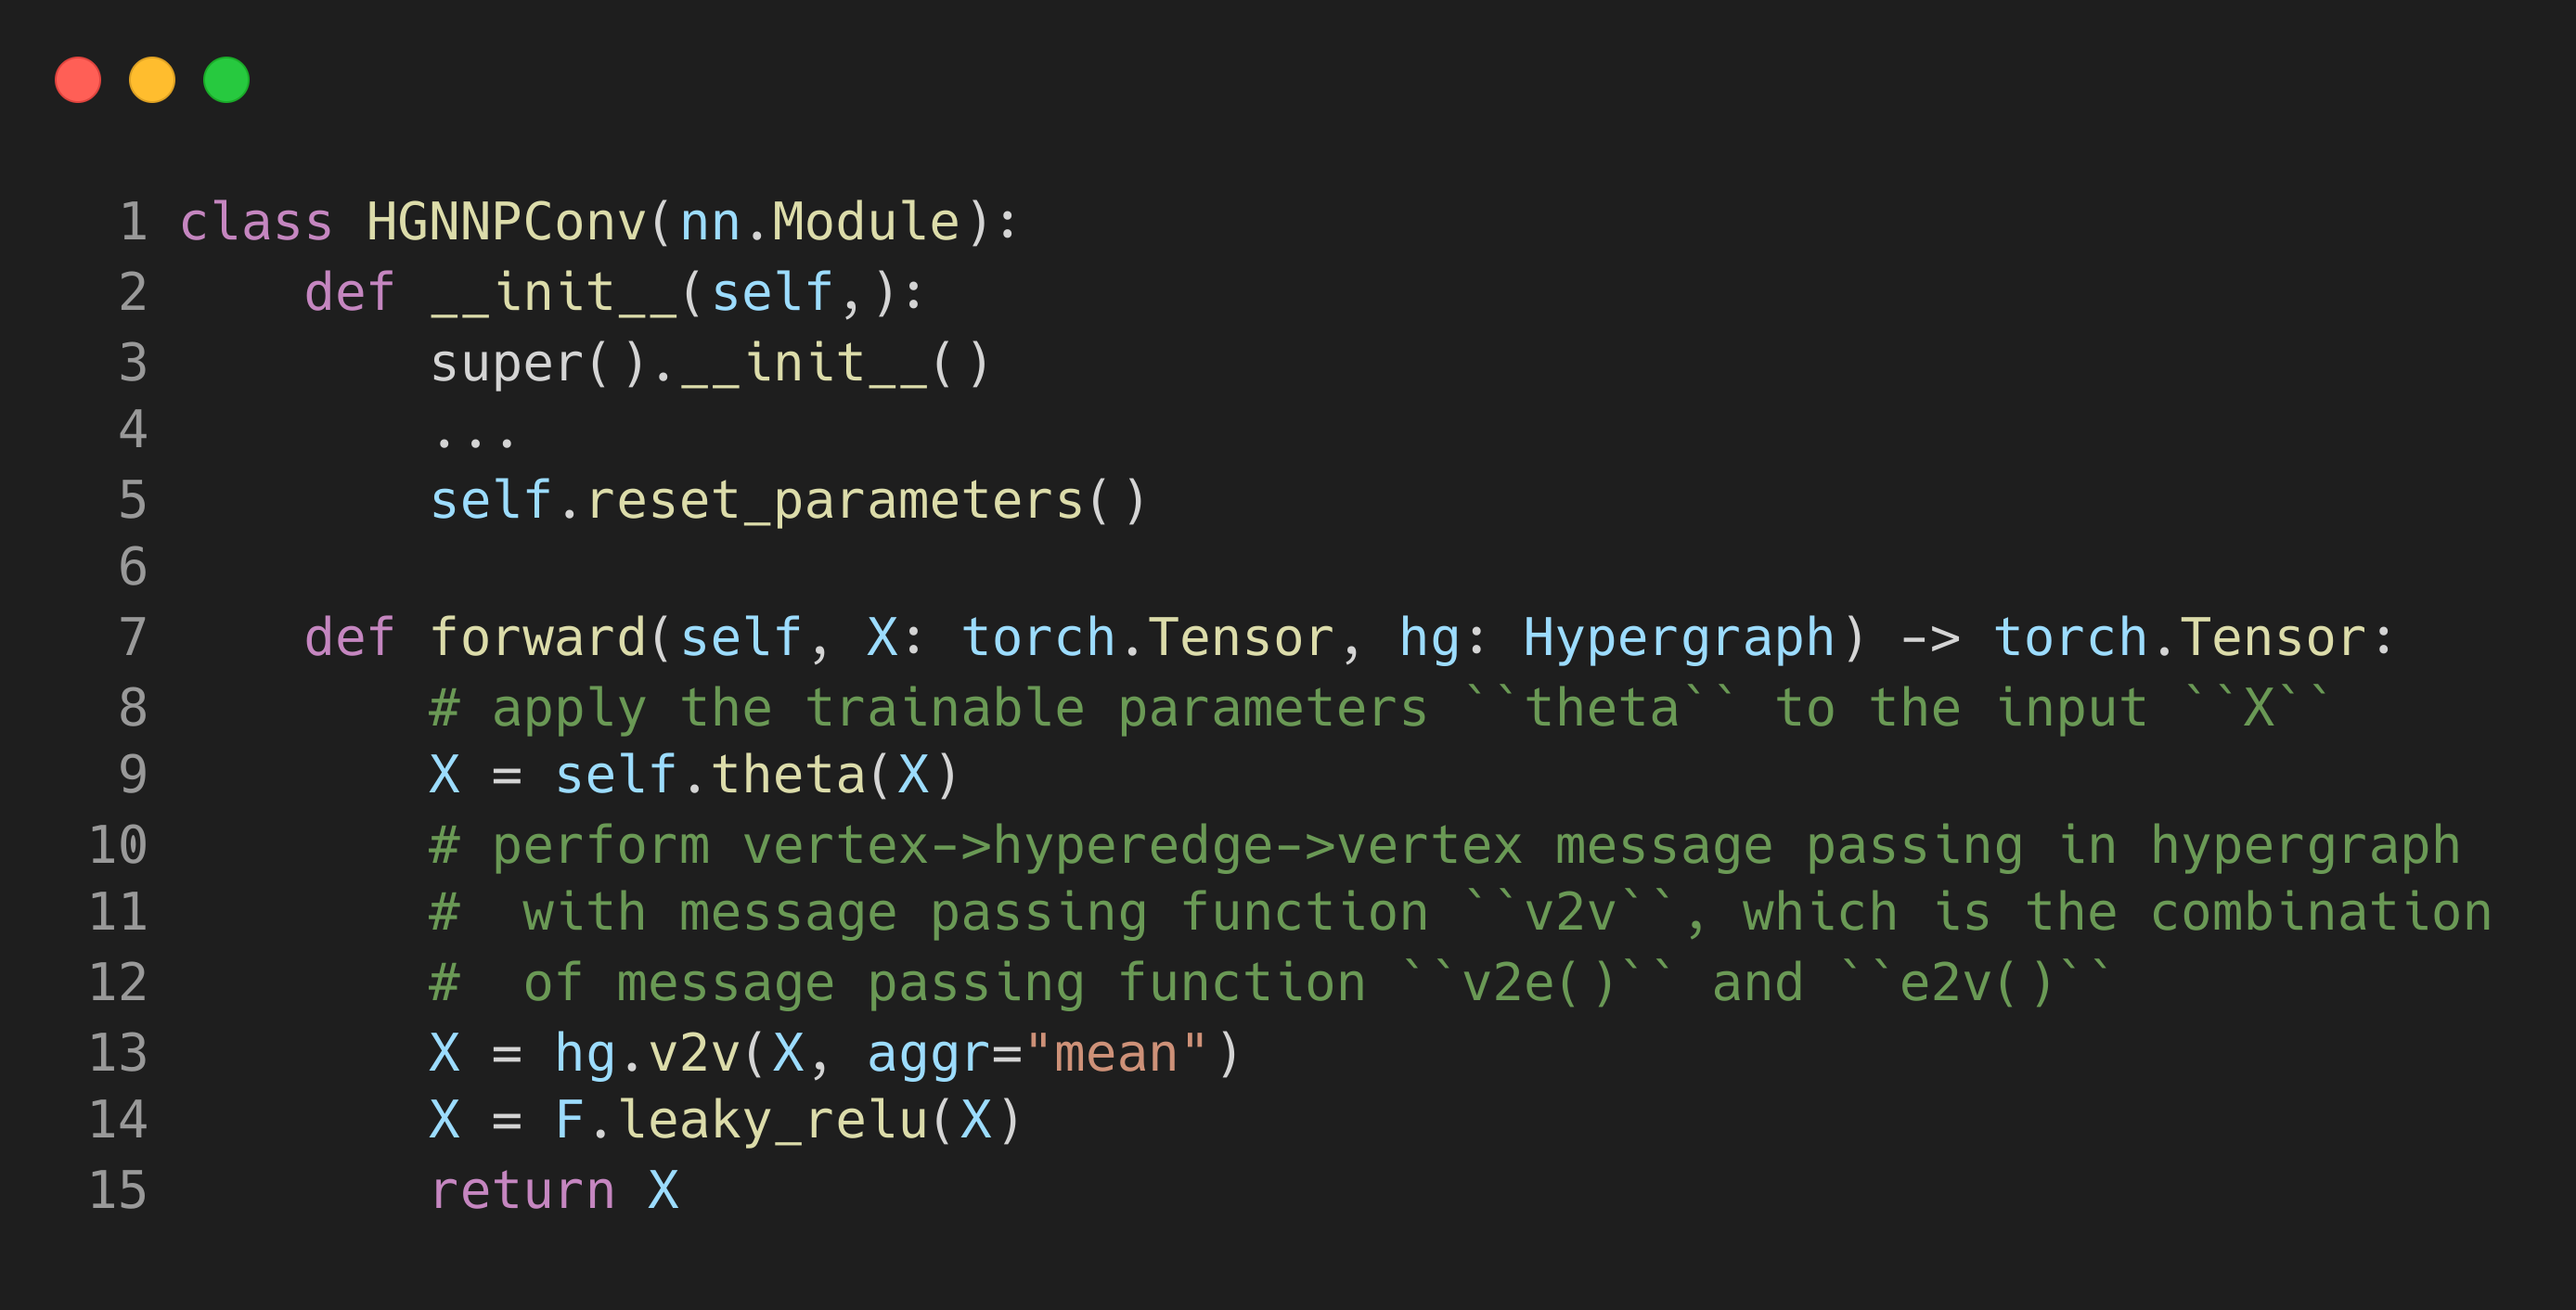 1 class HGNNPConv(nn.Module):
2     def __init__(self,):
3         super().__init__()
4         ...
5         self.reset_parameters()
6
7     def forward(self, X: torch.Tensor, hg: Hypergraph) -> torch.Tensor:
8         # apply the trainable parameters ``theta`` to the input ``X``
9         X = self.theta(X)
10         # perform vertex->hyperedge->vertex message passing in hypergraph
11         #  with message passing function ``v2v``, which is the combination
12         #  of message passing function ``v2e()`` and ``e2v()``
13         X = hg.v2v(X, aggr="mean")
14         X = F.leaky_relu(X)
15         return X